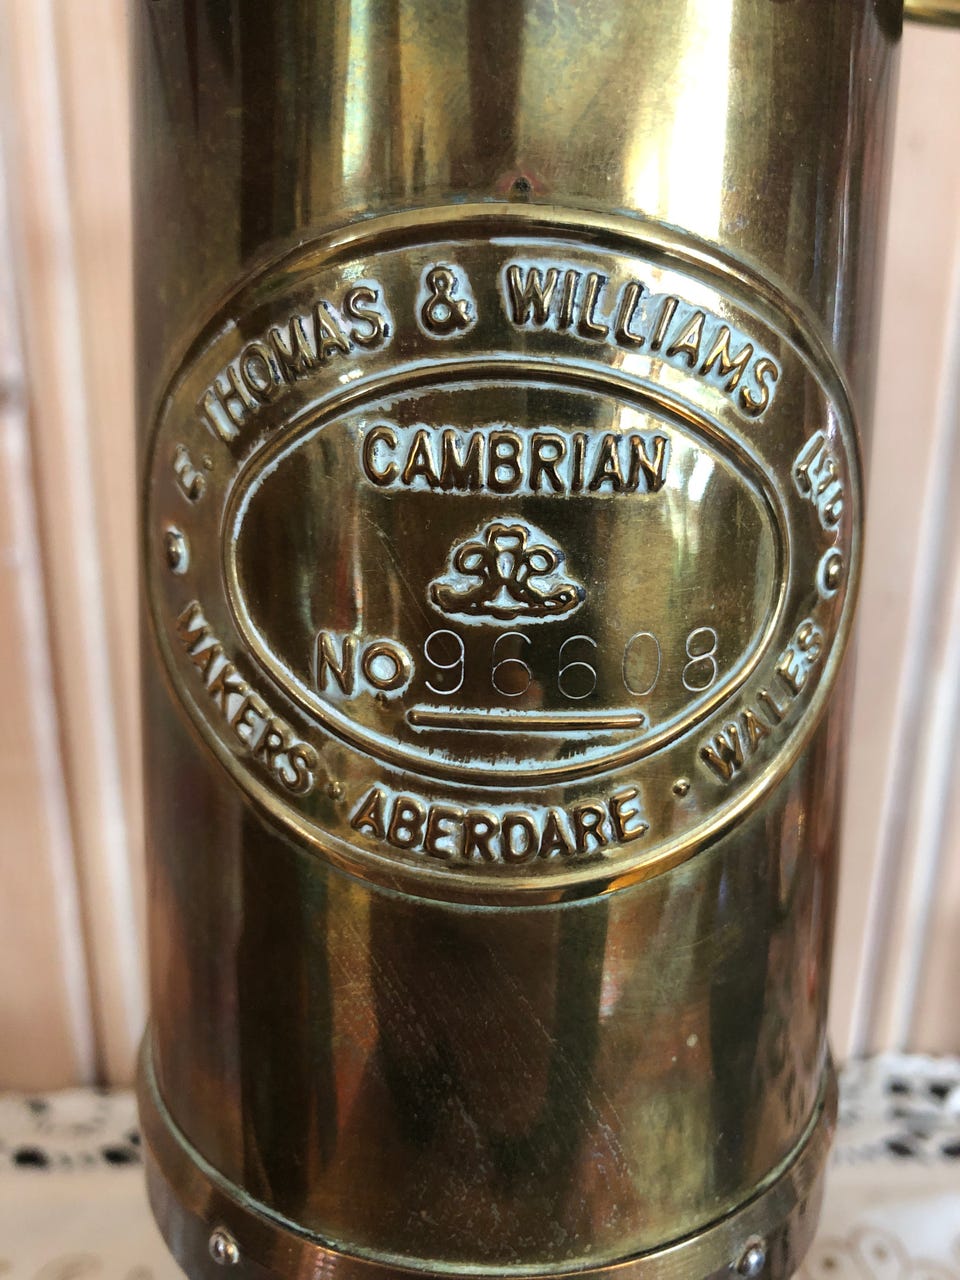 E. THOMAS & WILLIAMS LTD
CAMBRIAN
No 96608
MAKERS · ABERDARE · WALES